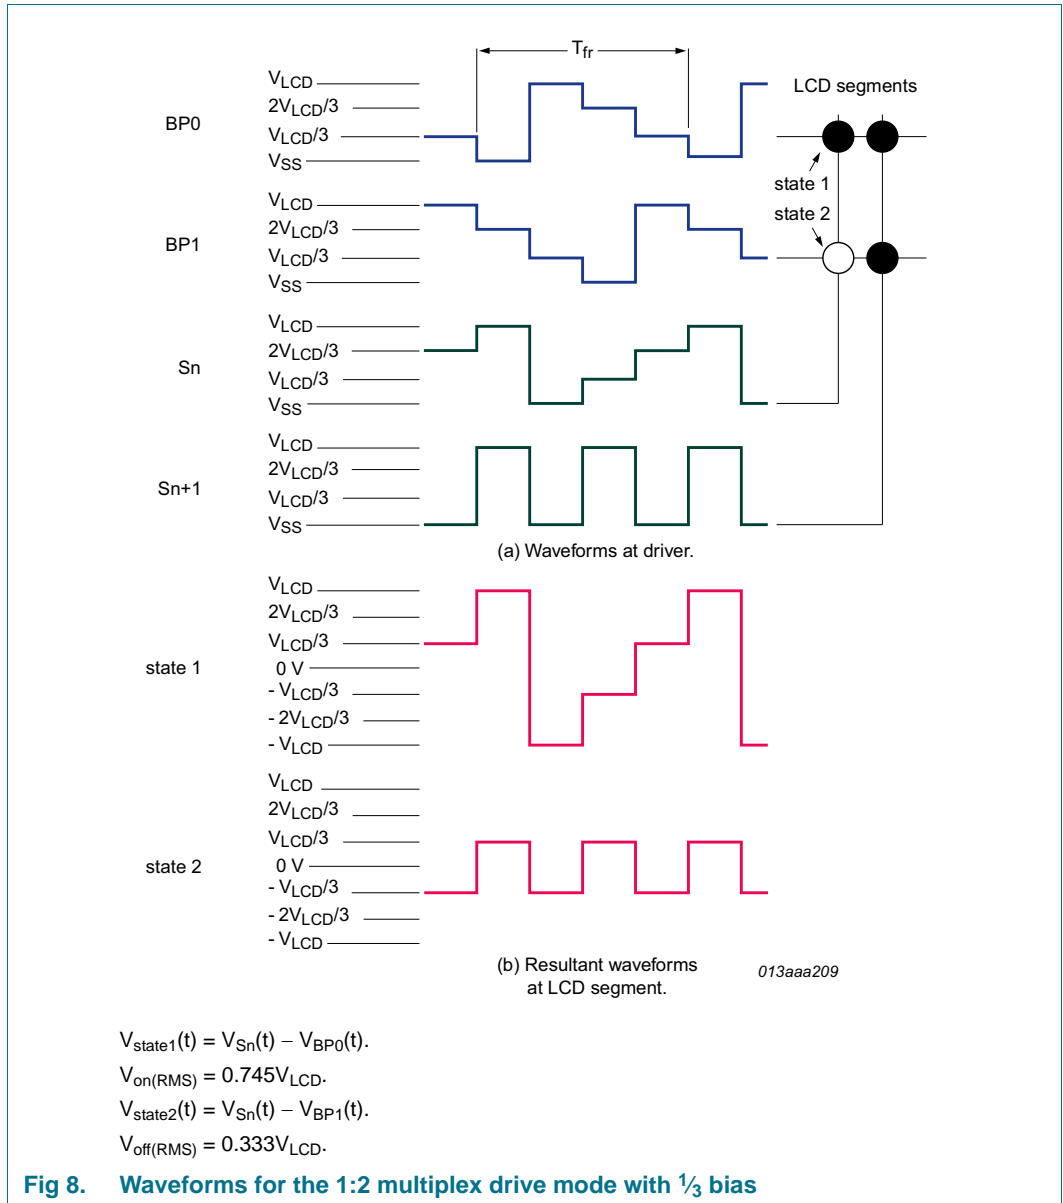 T_fr
BP0
V_LCD
2V_LCD/3
V_LCD/3
V_SS
LCD segments
state 1
state 2
BP1
V_LCD
2V_LCD/3
V_LCD/3
V_SS
Sn
V_LCD
2V_LCD/3
V_LCD/3
V_SS
Sn+1
V_LCD
2V_LCD/3
V_LCD/3
V_SS
(a) Waveforms at driver.
state 1
V_LCD
2V_LCD/3
V_LCD/3
0 V
- V_LCD/3
- 2V_LCD/3
- V_LCD
state 2
V_LCD
2V_LCD/3
V_LCD/3
0 V
- V_LCD/3
- 2V_LCD/3
- V_LCD
(b) Resultant waveforms
at LCD segment.
013aaa209
V_state1(t) = V_Sn(t) − V_BP0(t).
V_on(RMS) = 0.745V_LCD.
V_state2(t) = V_Sn(t) − V_BP1(t).
V_off(RMS) = 0.333V_LCD.
Fig 8. Waveforms for the 1:2 multiplex drive mode with 1⁄3 bias